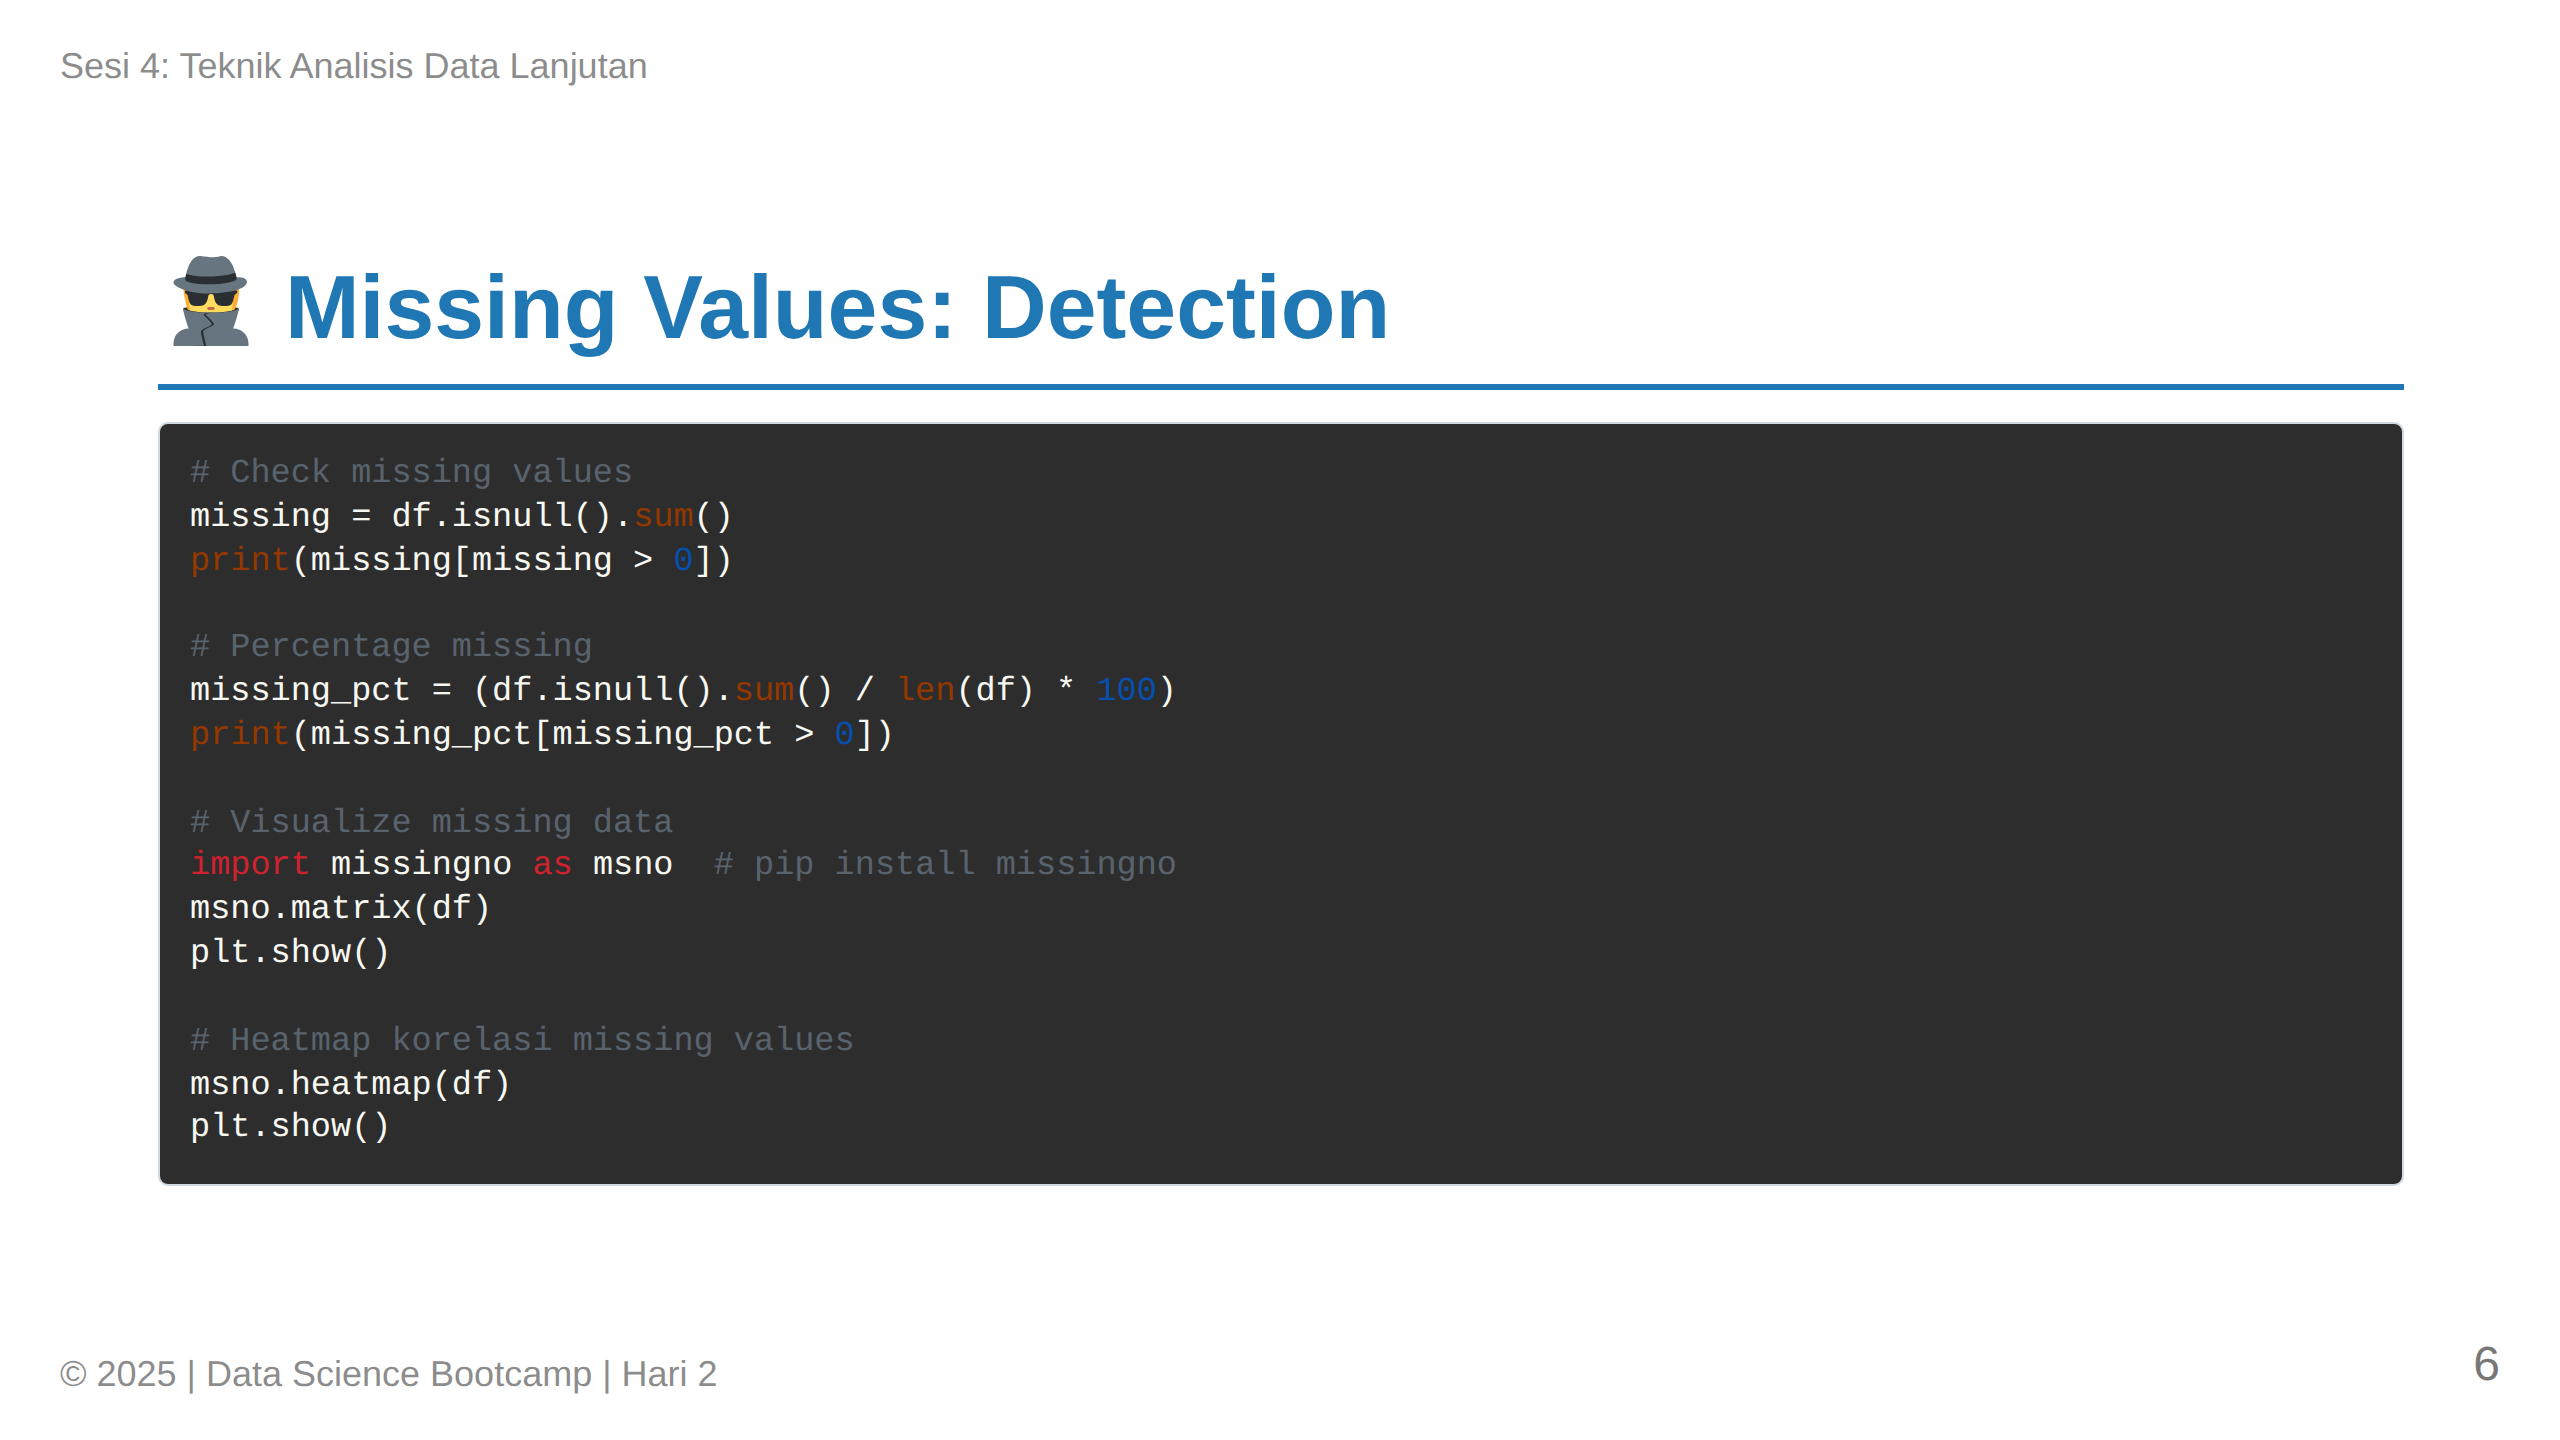 Sesi 4: Teknik Analisis Data Lanjutan
Missing Values: Detection
# Check missing values
missing = df.isnull().sum()
print(missing[missing > 0])
# Percentage missing
missing_pct = (df.isnull().sum() / len(df) * 100)
print(missing_pct[missing_pct > 0])
# Visualize missing data
import missingno as msno  # pip install missingno
msno.matrix(df)
plt.show()
# Heatmap korelasi missing values
msno.heatmap(df)
plt.show()
© 2025 | Data Science Bootcamp | Hari 2
6